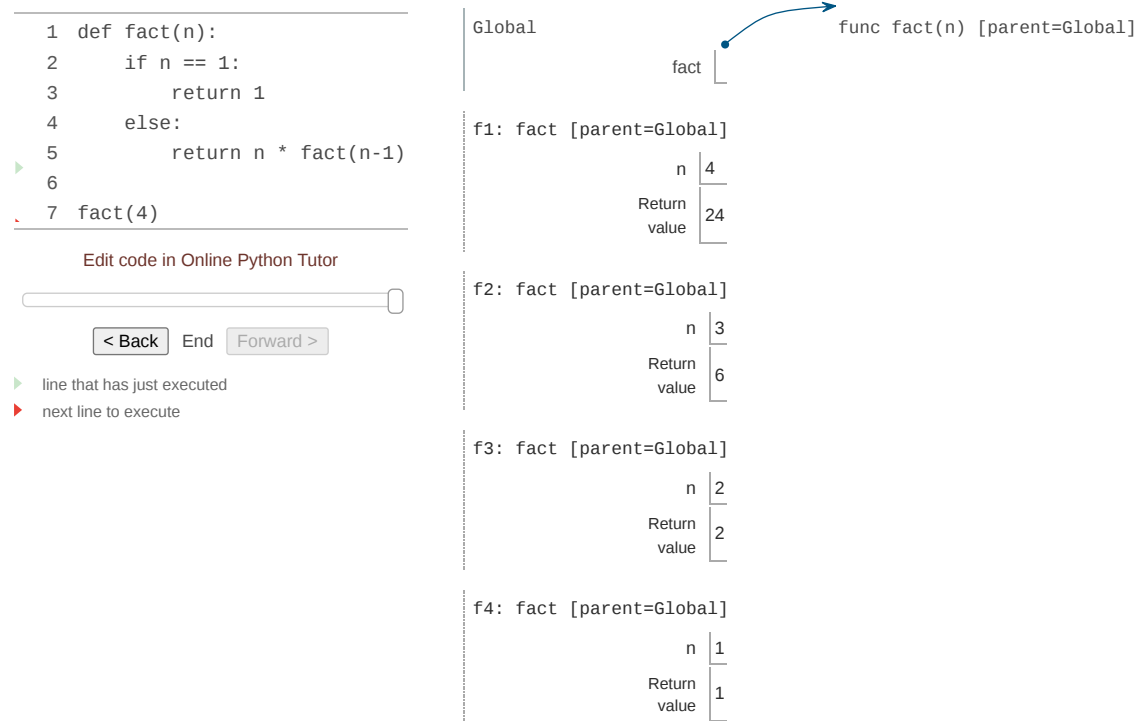 1 def fact(n):
2     if n == 1:
3         return 1
4     else:
5         return n * fact(n-1)
6
7 fact(4)
Edit code in Online Python Tutor
< Back End Forward >
line that has just executed
next line to execute
Global
func fact(n) [parent=Global]
fact
f1: fact [parent=Global]
n 4
Return
value 24
f2: fact [parent=Global]
n 3
Return
value 6
f3: fact [parent=Global]
n 2
Return
value 2
f4: fact [parent=Global]
n 1
Return
value 1